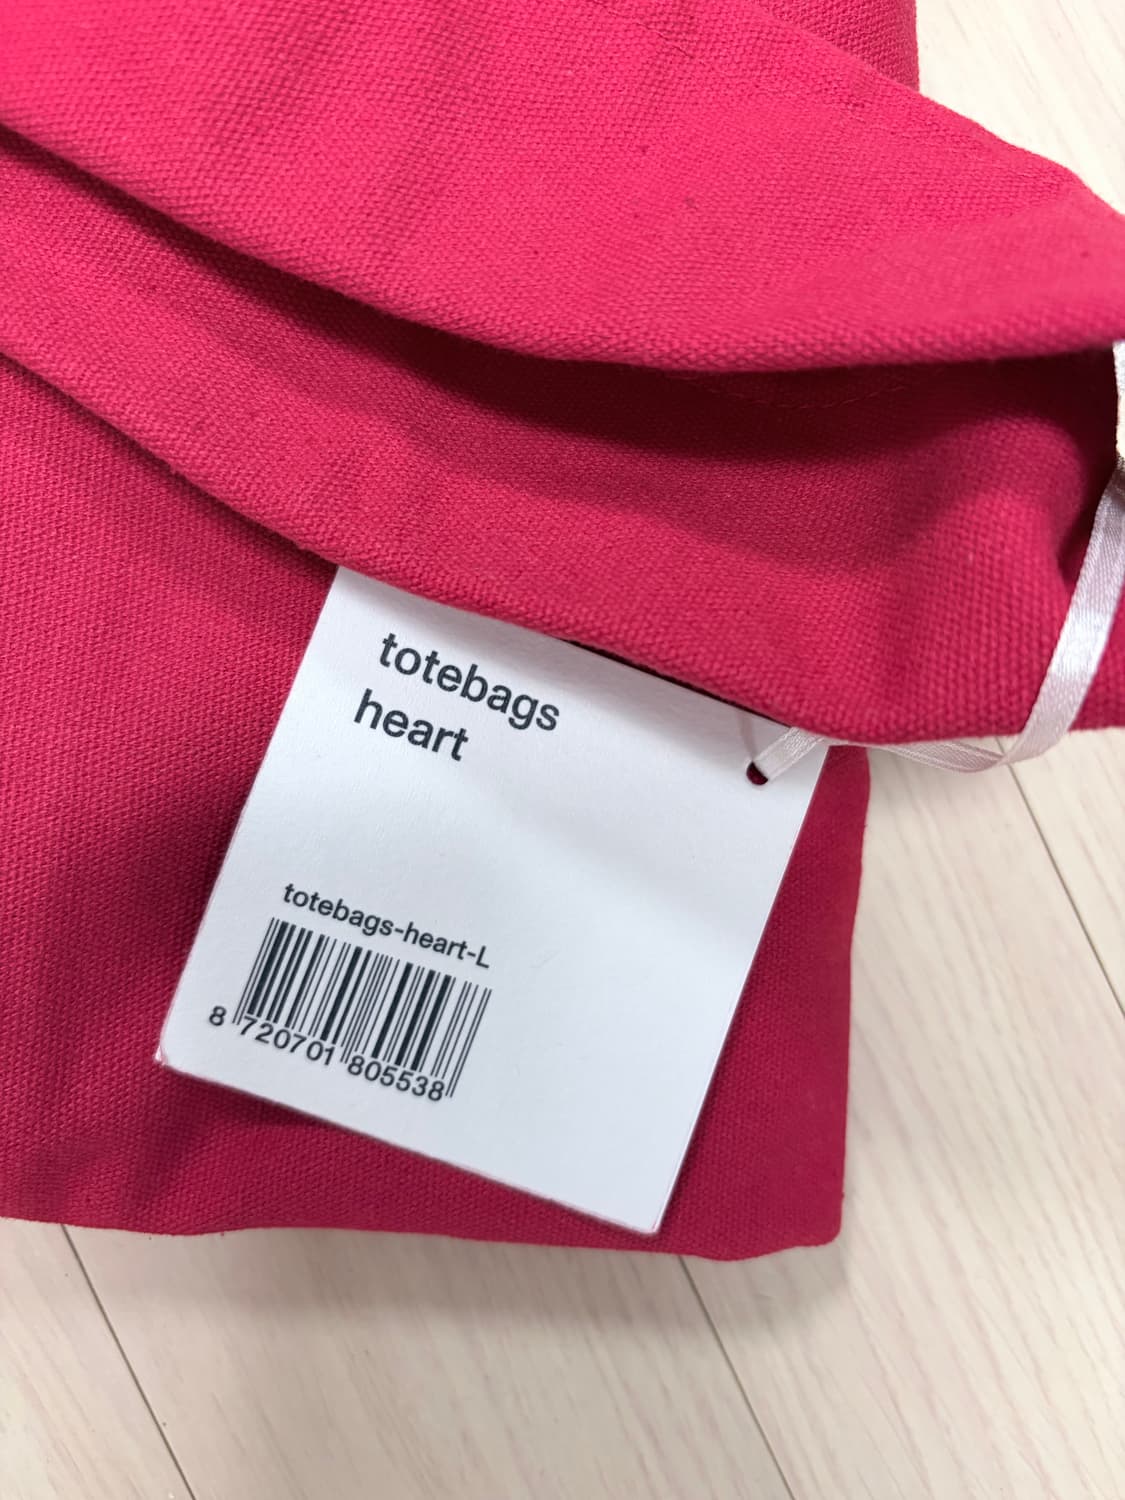 totebags
heart
totebags-heart-L
8 720701 805538